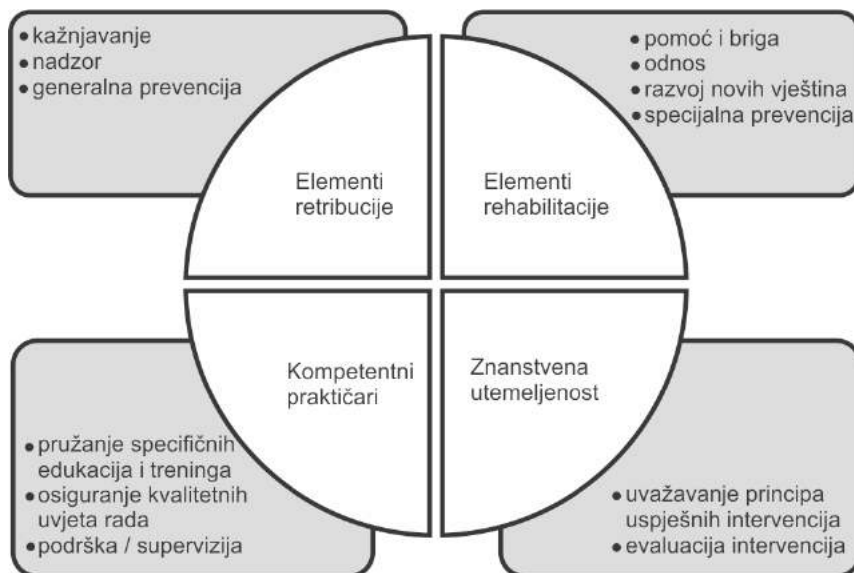 • kažnjavanje
• nadzor
• generalna prevencija
• pomoć i briga
• odnos
• razvoj novih vještina
• specijalna prevencija
Elementi
retribucije
Elementi
rehabilitacije
Kompetentni
praktičari
Znanstvena
utemeljenost
• pružanje specifičnih
edukacija i treninga
• osiguranje kvalitetnih
uvjeta rada
• podrška / supervizija
• uvažavanje principa
uspješnih intervencija
• evaluacija intervencija